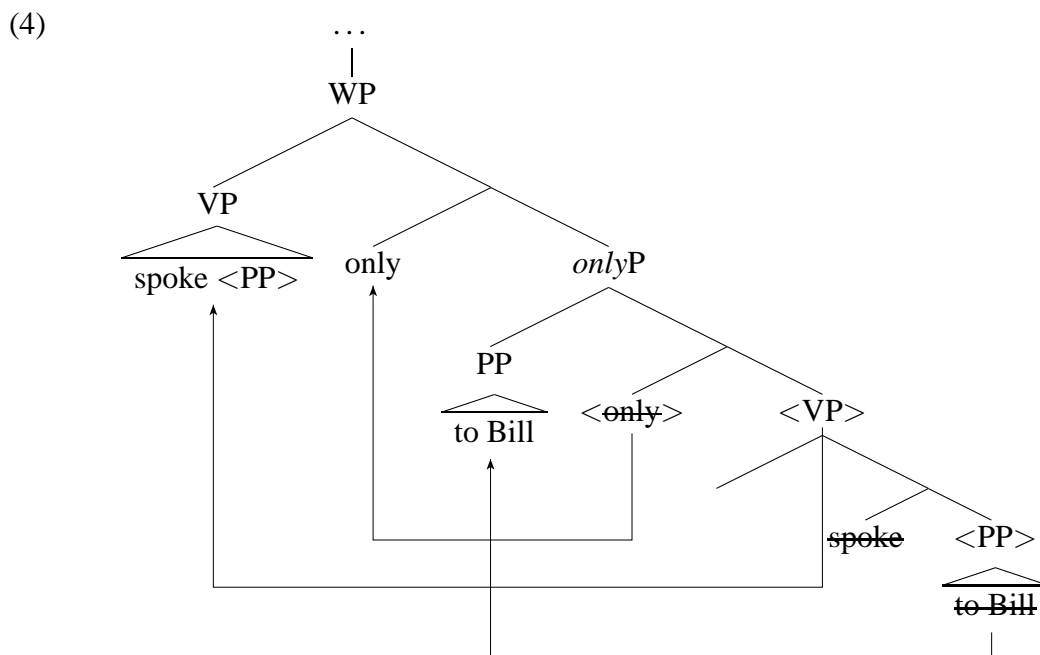 (4)
...
WP
VP
only
onlyP
spoke <PP>
PP
<only>
<VP>
to Bill
spoke
<PP>
to Bill